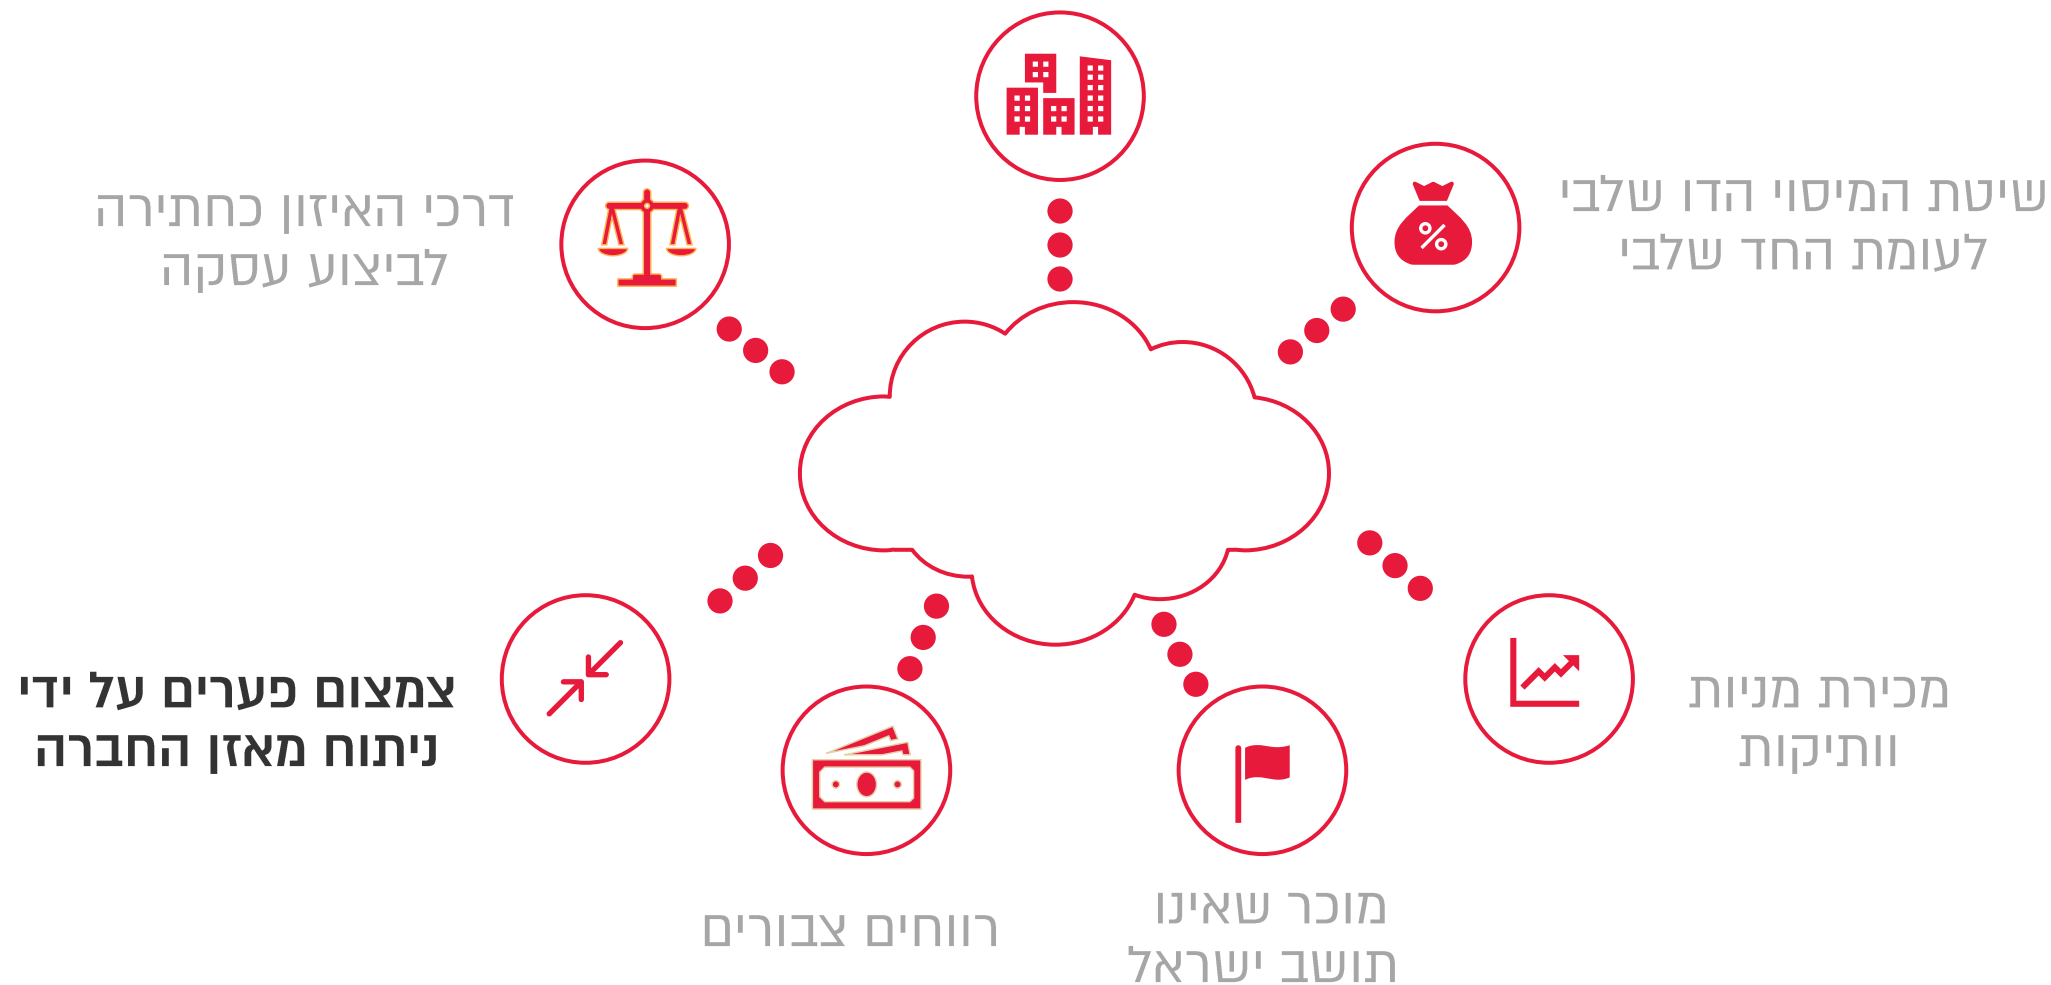 שיטת המיסוי הדו שלבי
לעומת החד שלבי
דרכי האיזון כחתירה
לביצוע עסקה
מכירת מניות
וותיקות
צמצום פערים על ידי
ניתוח מאזן החברה
מוכר שאינו
תושב ישראל
רווחים צבורים
%